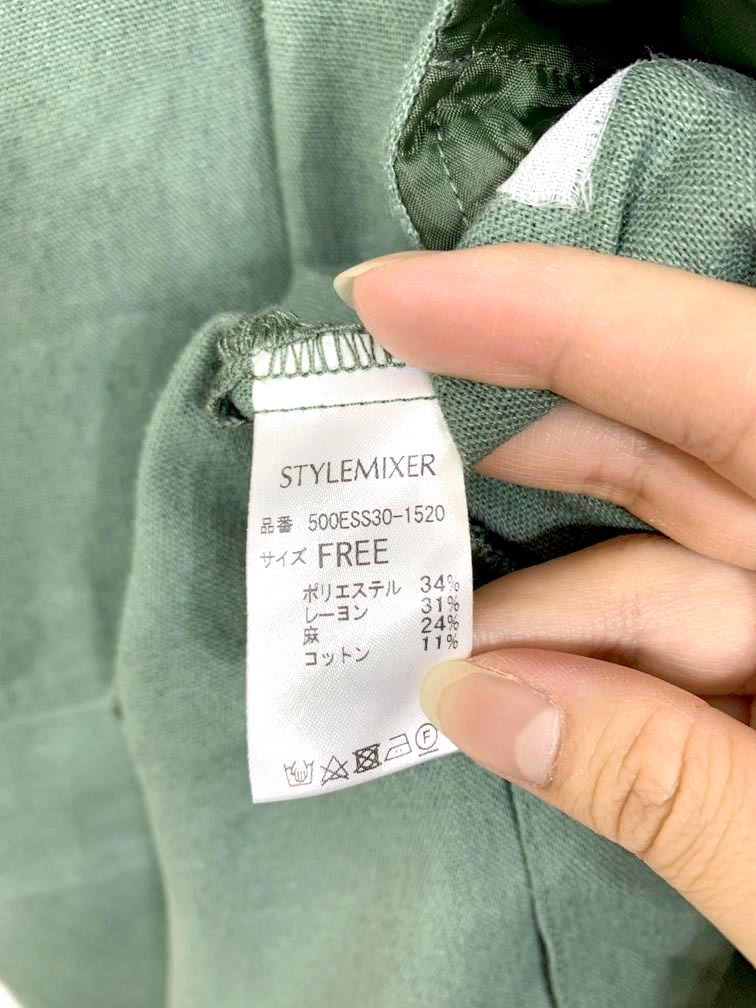 STYLEMIXER
品番 500ESS30-1520
サイズ FREE
ポリエステル 34%
レーヨン 31%
麻 24%
コットン 11%
F